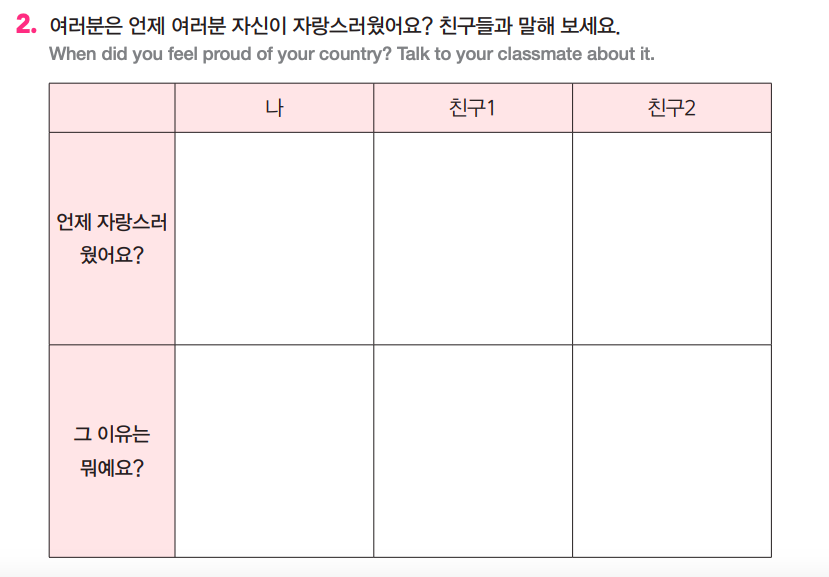 2. 여러분은 언제 여러분 자신이 자랑스러웠어요? 친구들과 말해 보세요.
When did you feel proud of your country? Talk to your classmate about it.
나 친구1 친구2
언제 자랑스러
웠어요?
그 이유는
뭐예요?